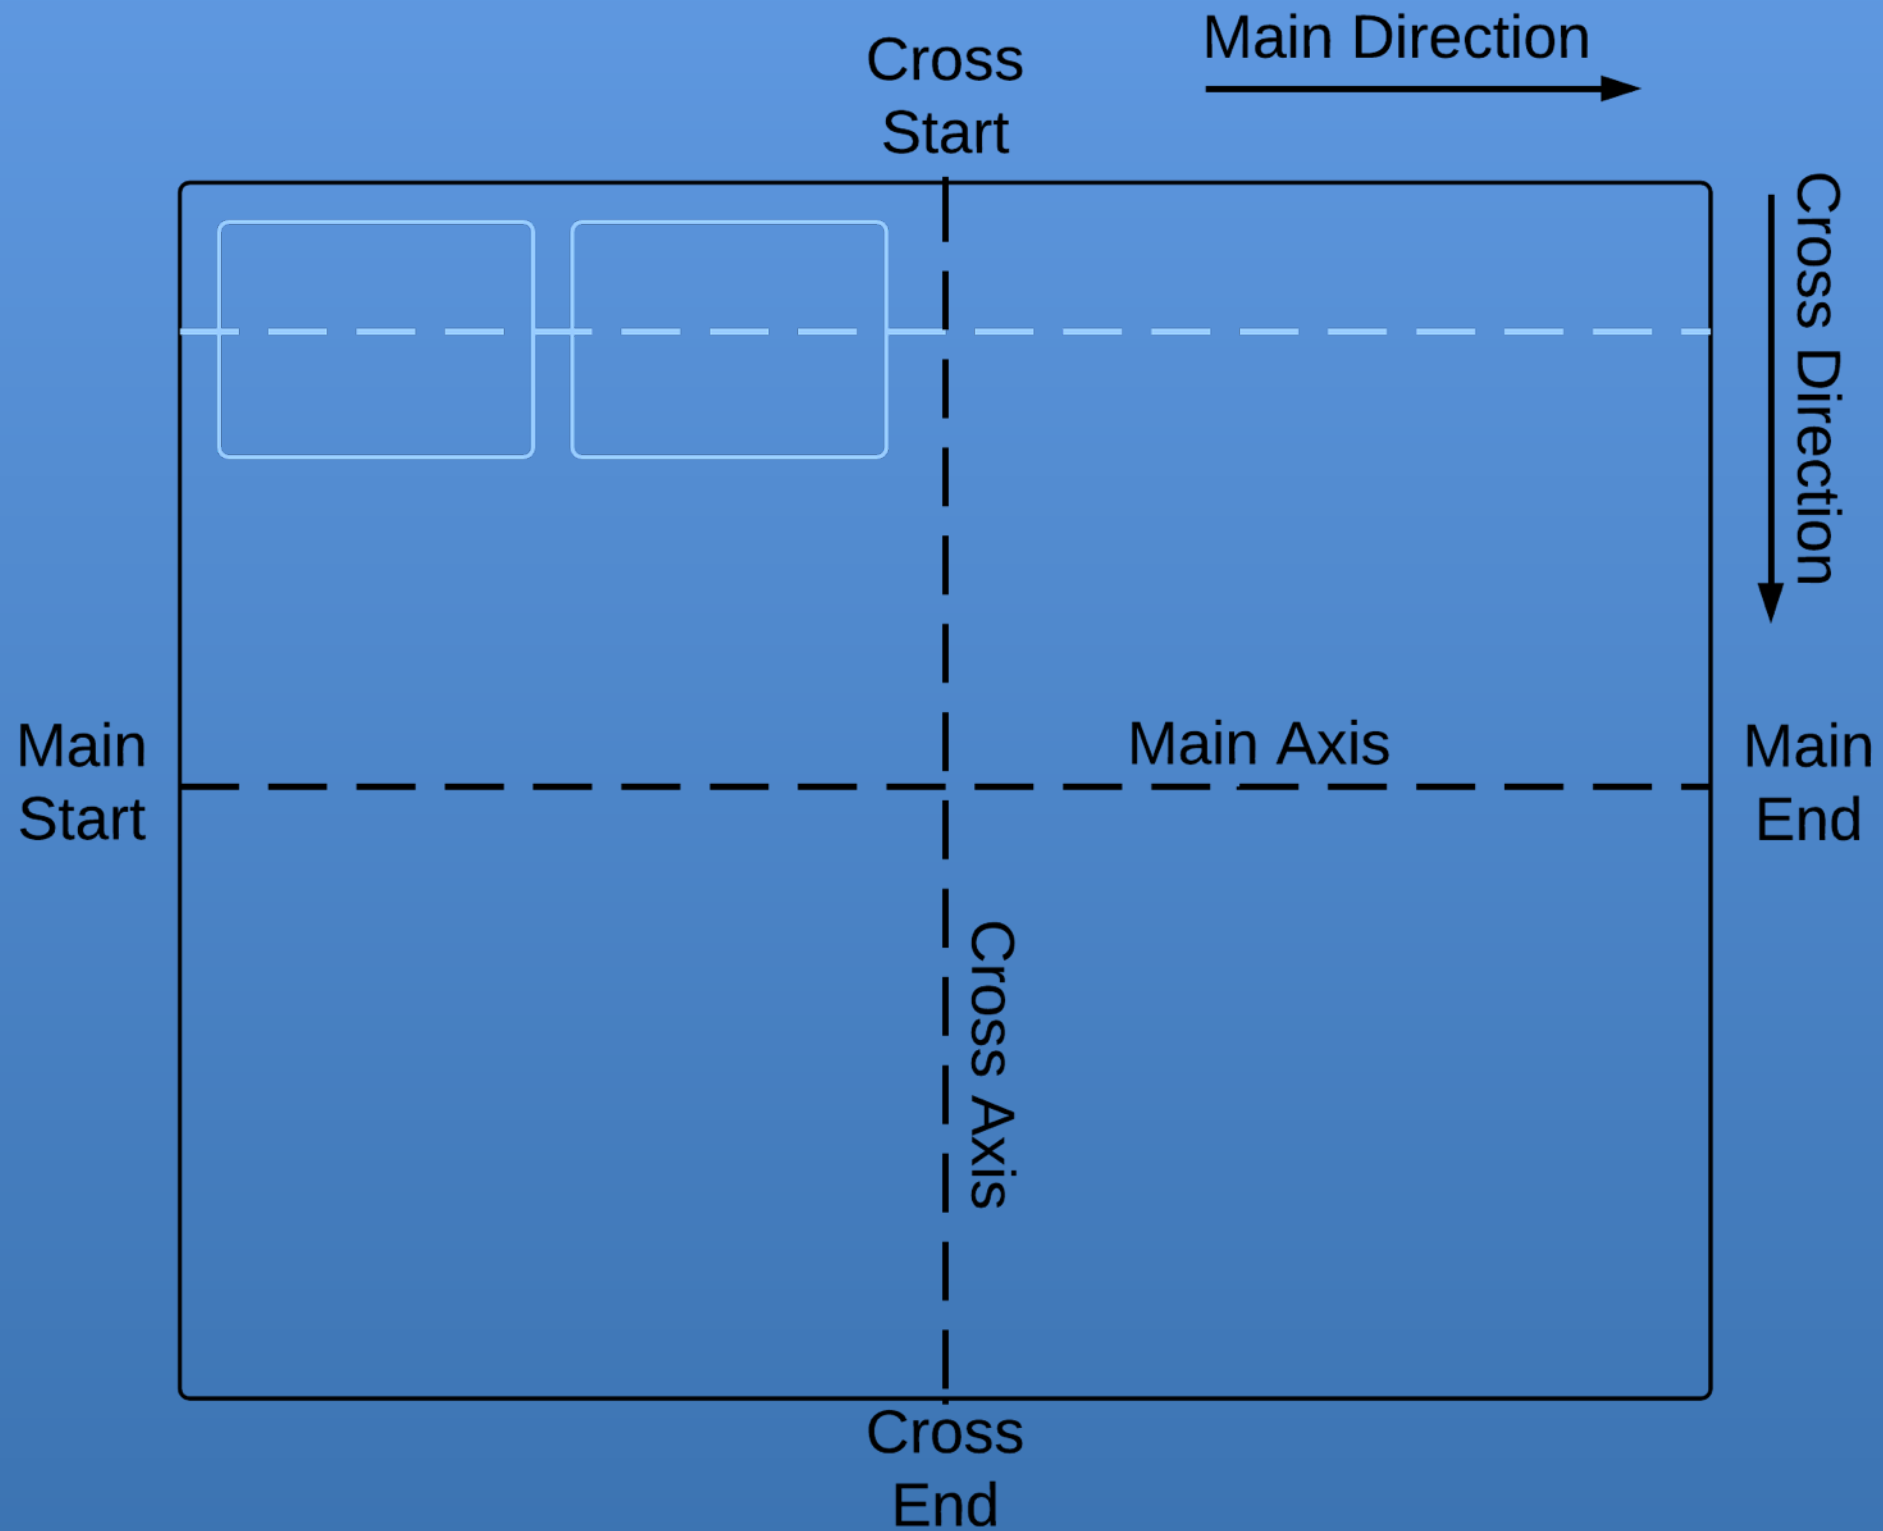 Main Direction
Cross
Start
Cross Direction
Main
Start
Main Axis
Main
End
Cross Axis
Cross
End